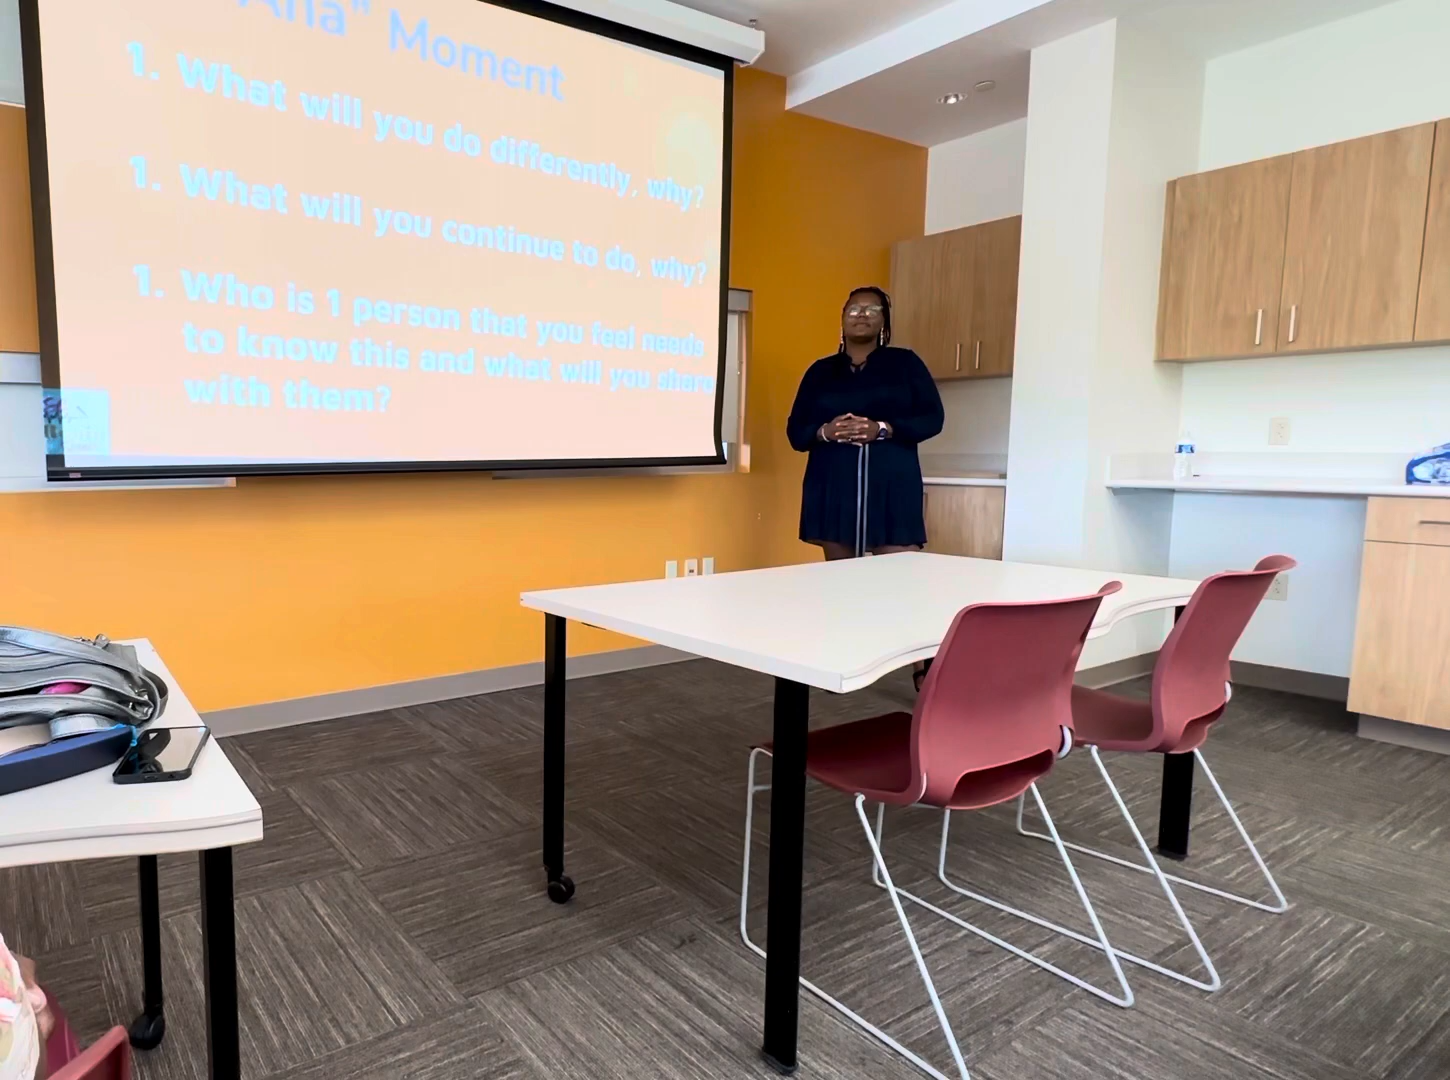 "Aha" Moment
1. What will you do differently, why?
1. What will you continue to do, why?
1. Who is 1 person that you feel needs
to know this and what will you share
with them?